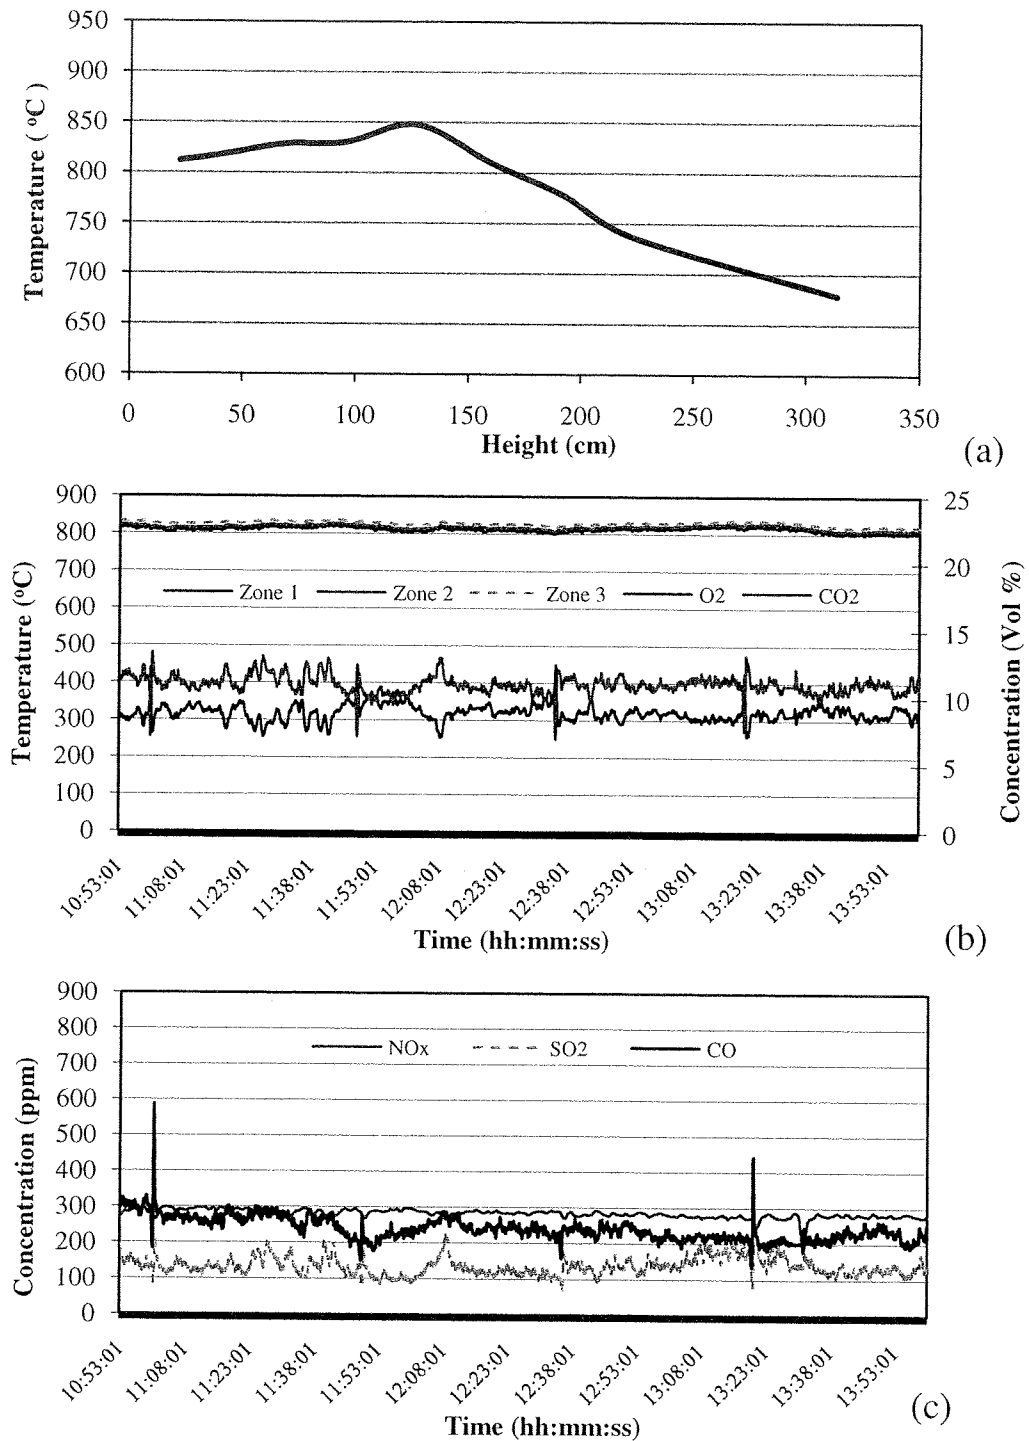 950
900
850
800
750
700
650
600
Temperature (ºC )
0 50 100 150 200 250 300 350
Height (cm)
(a)
900
800
700
600
500
400
300
200
100
0
Temperature (ºC)
Zone 1 Zone 2 Zone 3 O2 CO2
25
20
15
10
5
0
Concentration (Vol %)
10:53:01 11:08:01 11:23:01 11:38:01 11:53:01 12:08:01 12:23:01 12:38:01 12:53:01 13:08:01 13:23:01 13:38:01 13:53:01
Time (hh:mm:ss)
(b)
900
800
700
600
500
400
300
200
100
0
Concentration (ppm)
NOx SO2 CO
10:53:01 11:08:01 11:23:01 11:38:01 11:53:01 12:08:01 12:23:01 12:38:01 12:53:01 13:08:01 13:23:01 13:38:01 13:53:01
Time (hh:mm:ss)
(c)